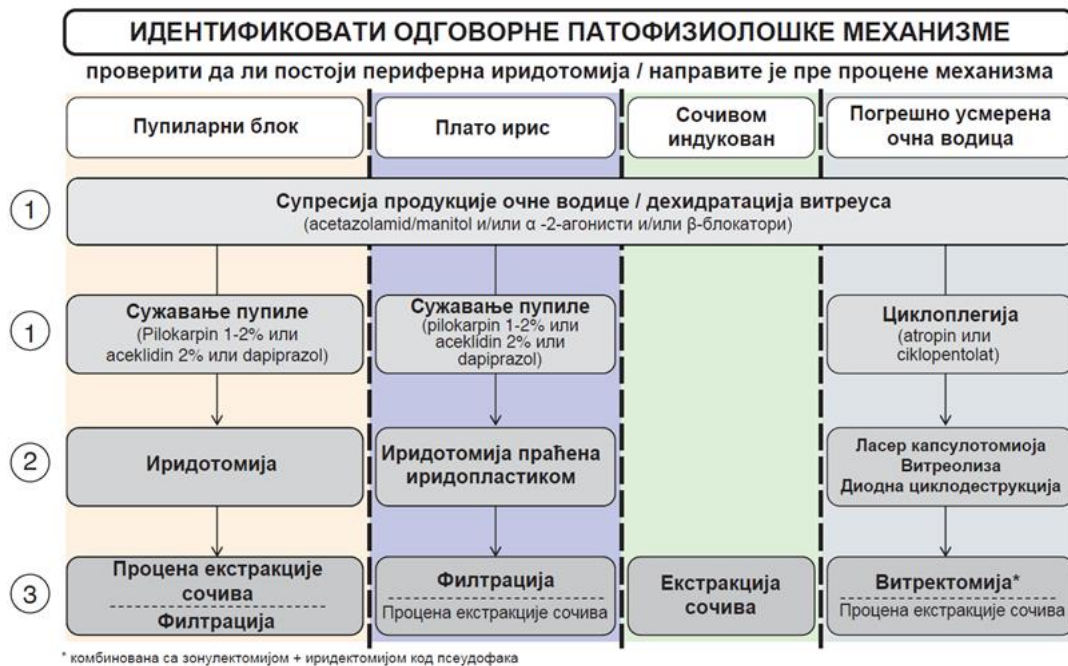 ИДЕНТИФИКОВАТИ ОДГОВОРНЕ ПАТОФИЗИОЛОШКЕ МЕХАНИЗМЕ
проверити да ли постоји периферна иридотомија / направите је пре процене механизма
Пупиларни блок
Плато ирис
Сочивом
индукован
Погрешно усмерена
очна водица
1
Супресија продукције очне водице / дехидратација витреуса
(acetazolamid/manitol и/или α -2-агонисти и/или β-блокатори)
1
Сужавање пупиле
(Pilokarpin 1-2% или
aceklidin 2% или dapiprazol)
Сужавање пупиле
(pilokarpin 1-2% или
aceklidin 2% или
dapiprazol)
Циклоплегија
(atropin или
ciklopentolat)
2
Иридотомија
Иридотомија праћена
иридопластиком
Ласер капсулотомиоја
Витреолиза
Диодна циклодеструкција
3
Процена екстракције
сочива
Филтрација
Филтрација
Процена екстракције сочива
Екстракција
сочива
Витректомија*
Процена екстракције сочива
* комбинована са зонулектомијом + иридектомијом код псеудофака